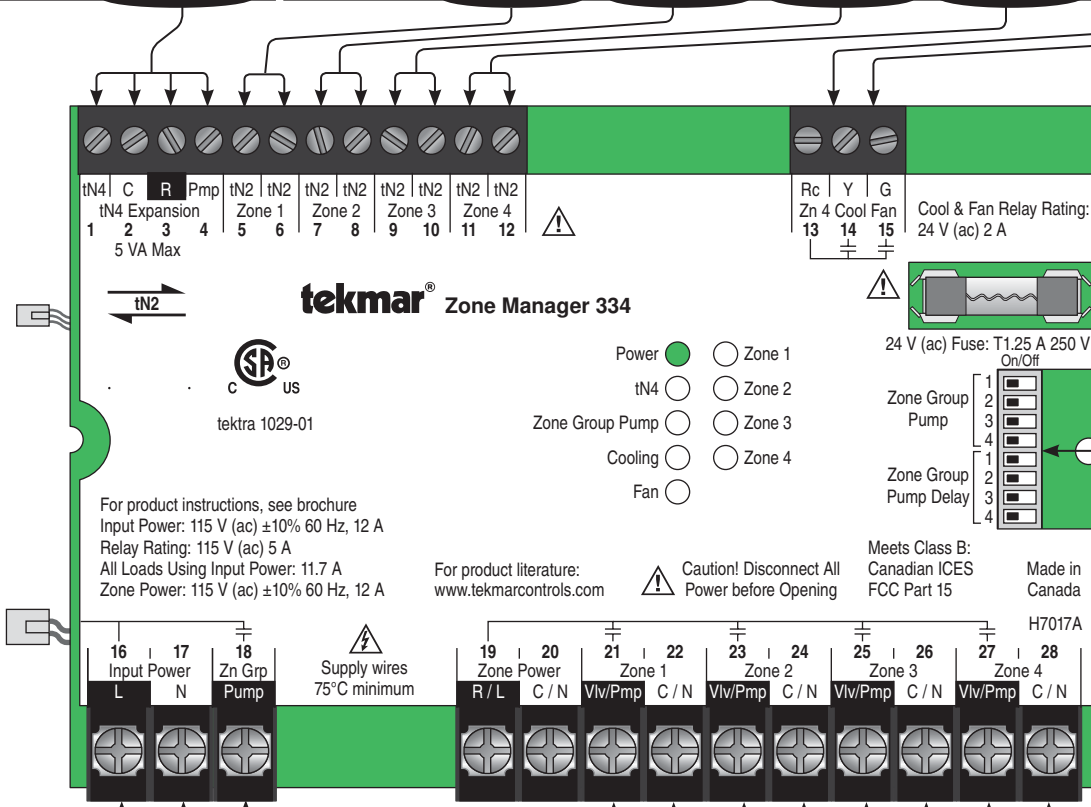 tN4 C R Pmp tN2 tN2 tN2 tN2 tN2 tN2 tN2 tN2
tN4 Expansion Zone 1 Zone 2 Zone 3 Zone 4
1 2 3 4 5 6 7 8 9 10 11 12
5 VA Max
Rc Y G
Zn 4 Cool Fan
13 14 15
Cool & Fan Relay Rating:
24 V (ac) 2 A
tN2
tekmar® Zone Manager 334
24 V (ac) Fuse: T1.25 A 250 V
SA®
C US
tektra 1029-01
Power
tN4
Zone Group Pump
Cooling
Fan
Zone 1
Zone 2
Zone 3
Zone 4
On/Off
Zone Group
Pump
1
2
3
4
Zone Group
Pump Delay
1
2
3
4
For product instructions, see brochure
Input Power: 115 V (ac) ±10% 60 Hz, 12 A
Relay Rating: 115 V (ac) 5 A
All Loads Using Input Power: 11.7 A
Zone Power: 115 V (ac) ±10% 60 Hz, 12 A
For product literature:
www.tekmarcontrols.com
Caution! Disconnect All
Power before Opening
Meets Class B:
Canadian ICES
FCC Part 15
Made in
Canada
H7017A
16 17 18
Input Power Zn Grp
L N Pump
Supply wires
75°C minimum
19 20 21 22 23 24 25 26 27 28
Zone Power Zone 1 Zone 2 Zone 3 Zone 4
R / L C / N Vlv/Pmp C / N Vlv/Pmp C / N Vlv/Pmp C / N Vlv/Pmp C / N